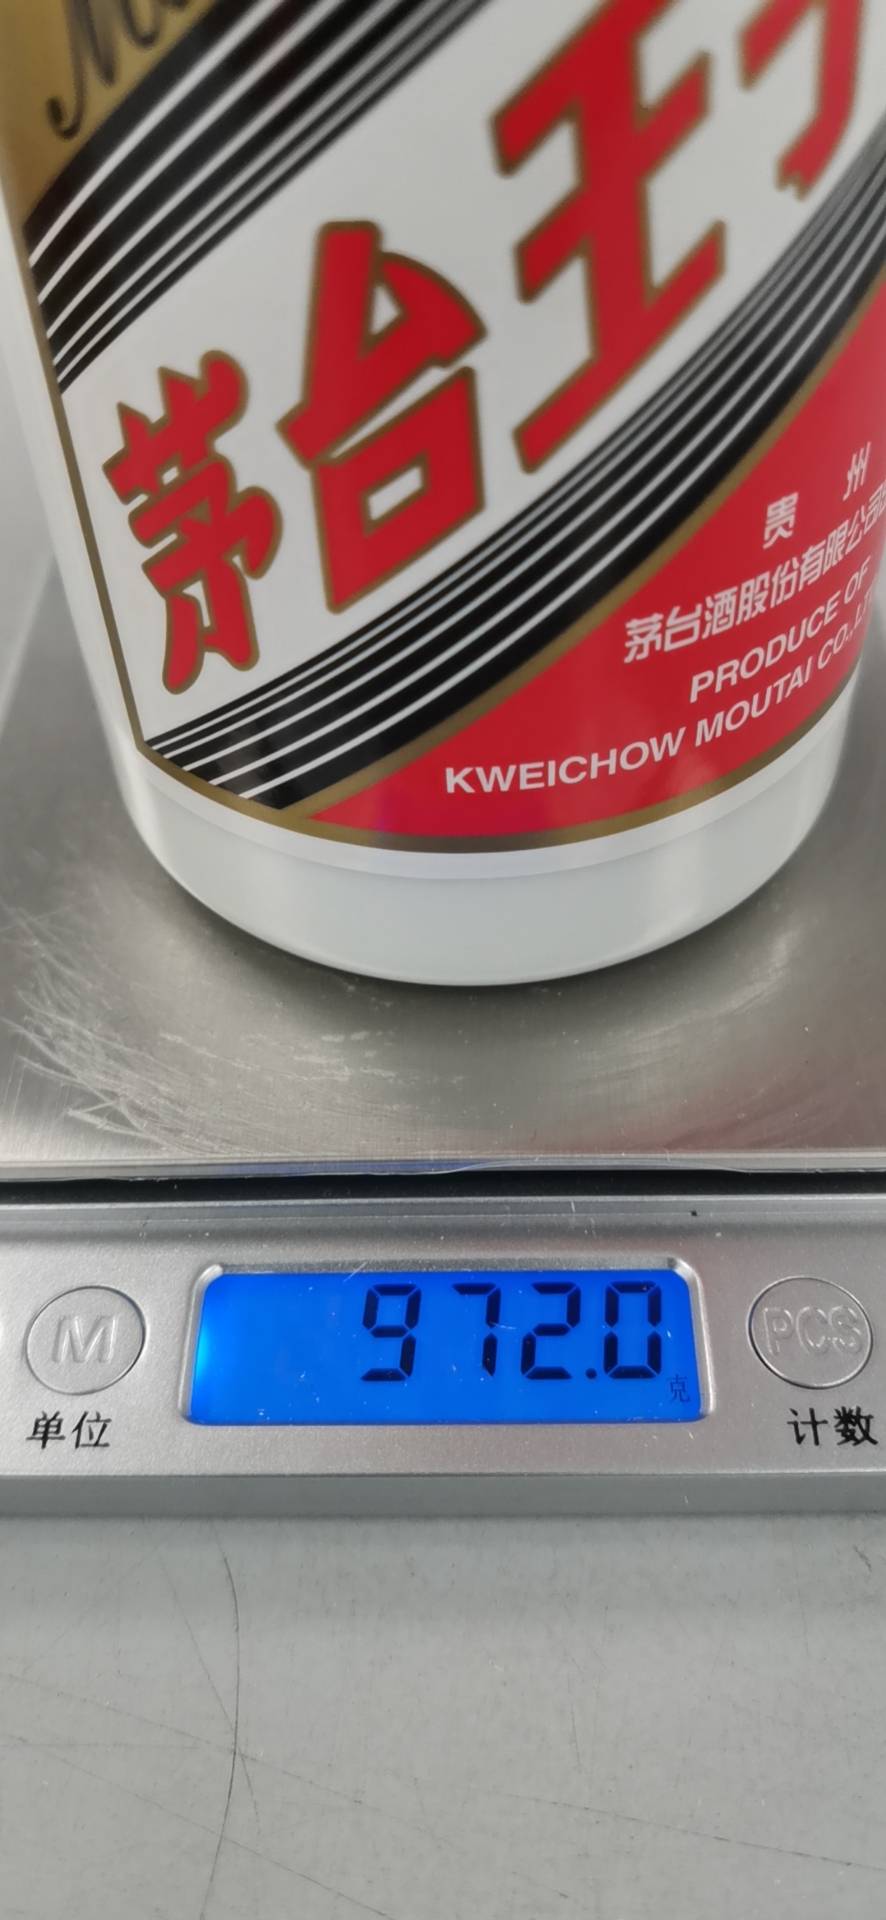 茅台王
贵 州
茅台酒股份有限公司
PRODUCE OF
KWEICHOW MOUTAI CO.,
972.0
克
M
单位
PCS
计数